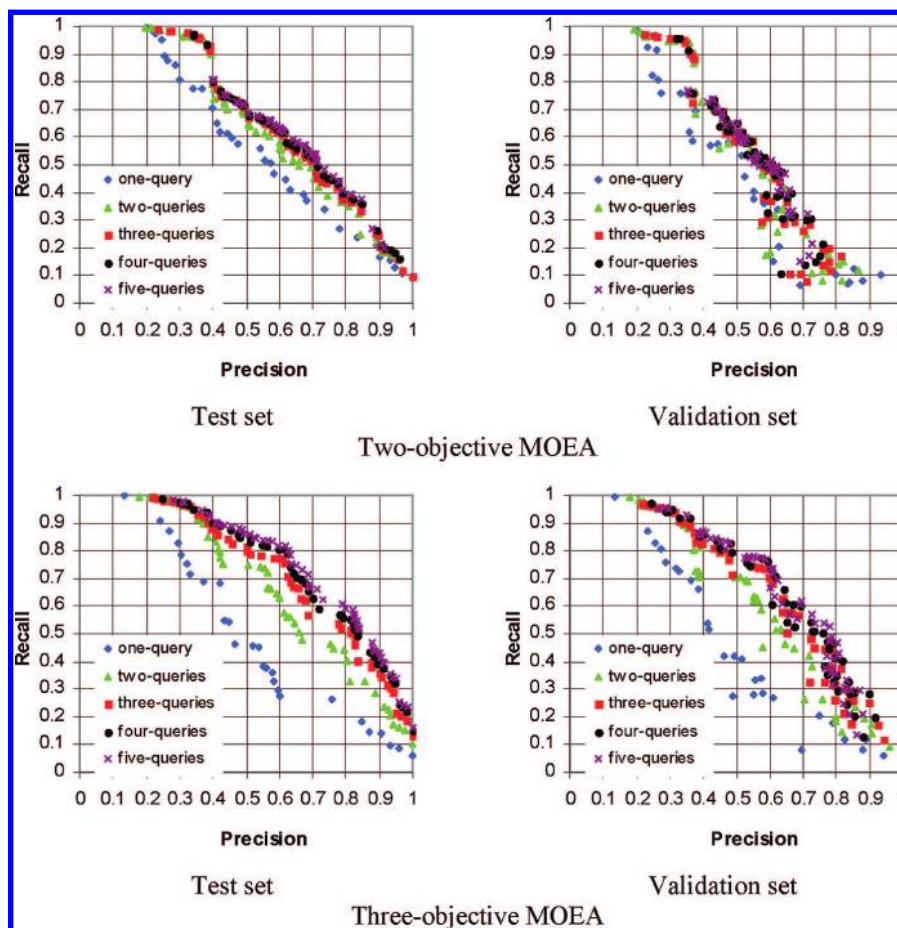 1
0.9
0.8
0.7
0.6
0.5
0.4
0.3
0.2
0.1
0
Recall
one-query
two-queries
three-queries
four-queries
five-queries
0 0.1 0.2 0.3 0.4 0.5 0.6 0.7 0.8 0.9 1
Precision
Test set
1
0.9
0.8
0.7
0.6
0.5
0.4
0.3
0.2
0.1
0
Recall
one-query
two-queries
three-queries
four-queries
five-queries
0 0.1 0.2 0.3 0.4 0.5 0.6 0.7 0.8 0.9
Precision
Validation set
Two-objective MOEA
1
0.9
0.8
0.7
0.6
0.5
0.4
0.3
0.2
0.1
0
Recall
one-query
two-queries
three-queries
four-queries
five-queries
0 0.1 0.2 0.3 0.4 0.5 0.6 0.7 0.8 0.9 1
Precision
Test set
1
0.9
0.8
0.7
0.6
0.5
0.4
0.3
0.2
0.1
0
Recall
one-query
two-queries
three-queries
four-queries
five-queries
0 0.1 0.2 0.3 0.4 0.5 0.6 0.7 0.8 0.9
Precision
Validation set
Three-objective MOEA